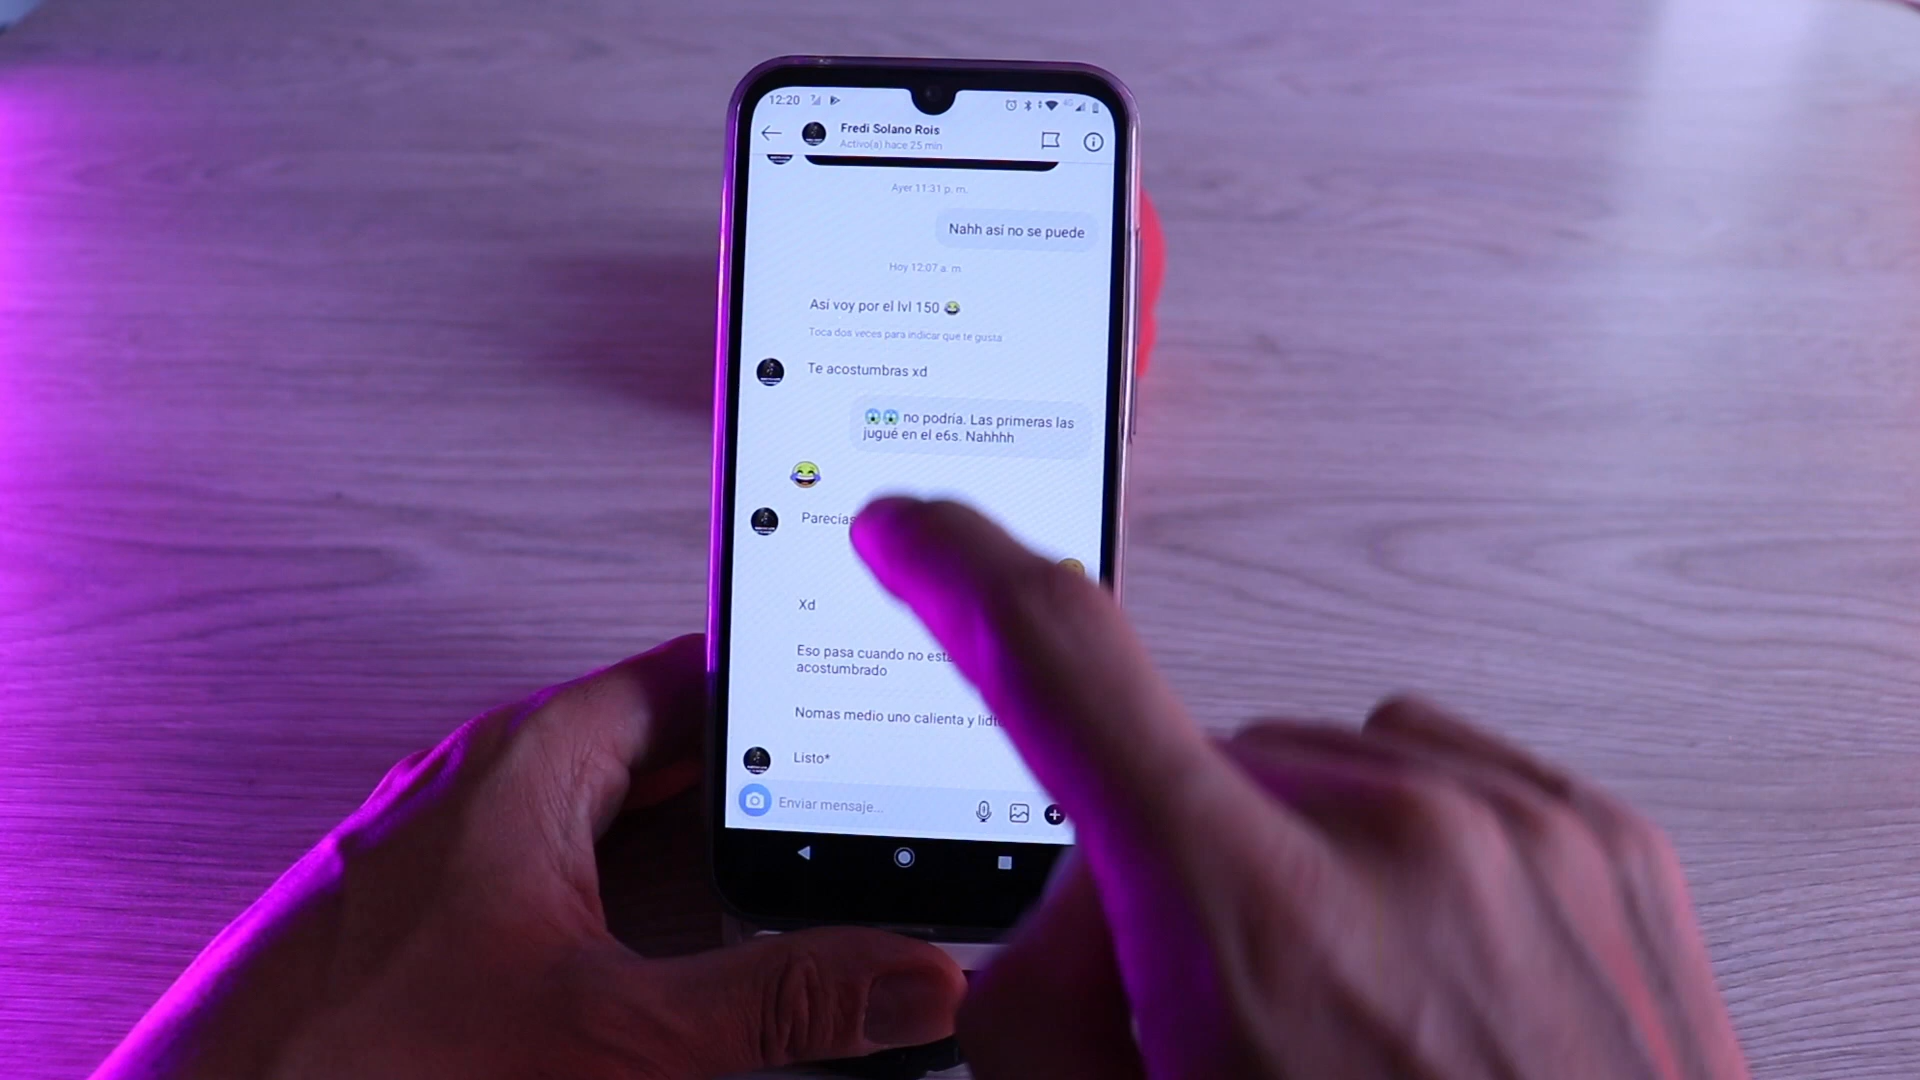 12:20
4G
Fredi Solano Rois
Activo(a) hace 25 min
Ayer 11:31 p. m.
Nahh así no se puede
Hoy 12:07 a. m
Así voy por el lvl 150 😂
Toca dos veces para indicar que te gusta
Te acostumbras xd
😱😱 no podría. Las primeras las
jugué en el e6s. Nahhhh
😂
Parecías
Xd
Eso pasa cuando no
acostumbrado
Nomas medio uno calienta y
Listo*
Enviar mensaje...